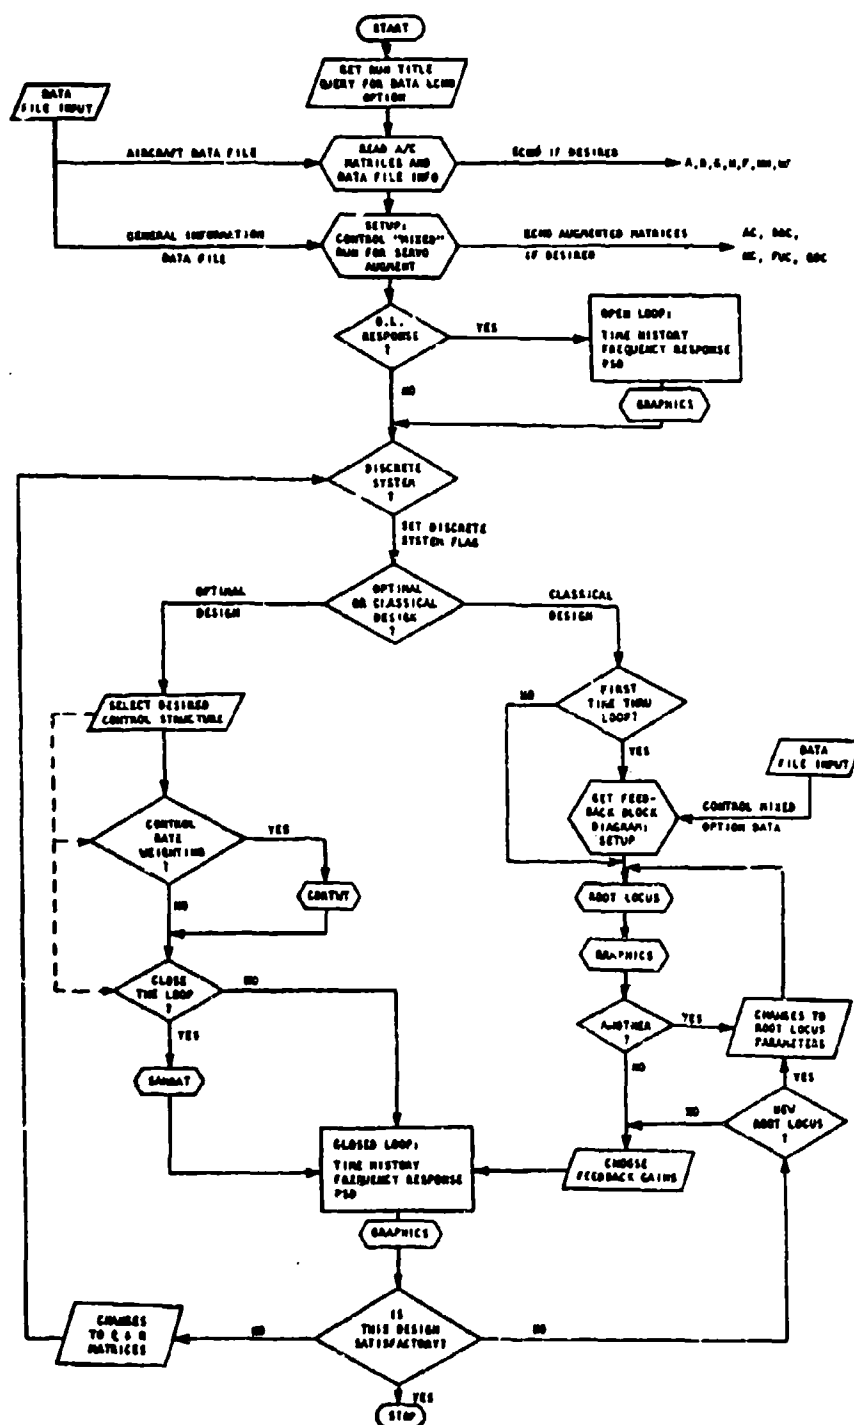 START
GET RUN TITLE
QUERY FOR DATA ECHO
OPTION
DATA
FILE INPUT
AIRCRAFT DATA FILE
READ A/C
MATRICES AND
DATA FILE INFO
ECHO IF DESIRED
GENERAL INFORMATION
DATA FILE
SETUP:
CONTROL "MIXED"
RUN FOR SERVO
AUGMENT
ECHO AUGMENTED MATRICES
IF DESIRED
O.L.
RESPONSE
?
YES
NO
OPEN LOOP:
TIME HISTORY
FREQUENCY RESPONSE
PSD
GRAPHICS
DISCRETE
SYSTEM
?
SET DISCRETE
SYSTEM FLAG
OPTIMAL
DESIGN
OPTIMAL
OR CLASSICAL
DESIGN
?
CLASSICAL
DESIGN
SELECT DESIRED
CONTROL STRUCTURE
NO
FIRST
TIME THRU
LOOP?
YES
DATA
FILE INPUT
GET FEED-
BACK BLOCK
DIAGRAM:
SETUP
CONTROL MIXED
OPTION DATA
CONTROL
RATE
WEIGHTING
?
YES
NO
CONTWT
ROOT LOCUS
GRAPHICS
CLOSE
THE LOOP
?
NO
YES
ANOTHER
?
YES
NO
CHANGES TO
ROOT LOCUS
PARAMETERS
YES
NEW
ROOT LOCUS
?
NO
CLOSED LOOP:
TIME HISTORY
FREQUENCY RESPONSE
PSD
CHOOSE
FEEDBACK GAINS
GRAPHICS
IS
THIS DESIGN
SATISFACTORY?
NO
NO
CHANGES
TO Q & R
MATRICES
YES
STOP